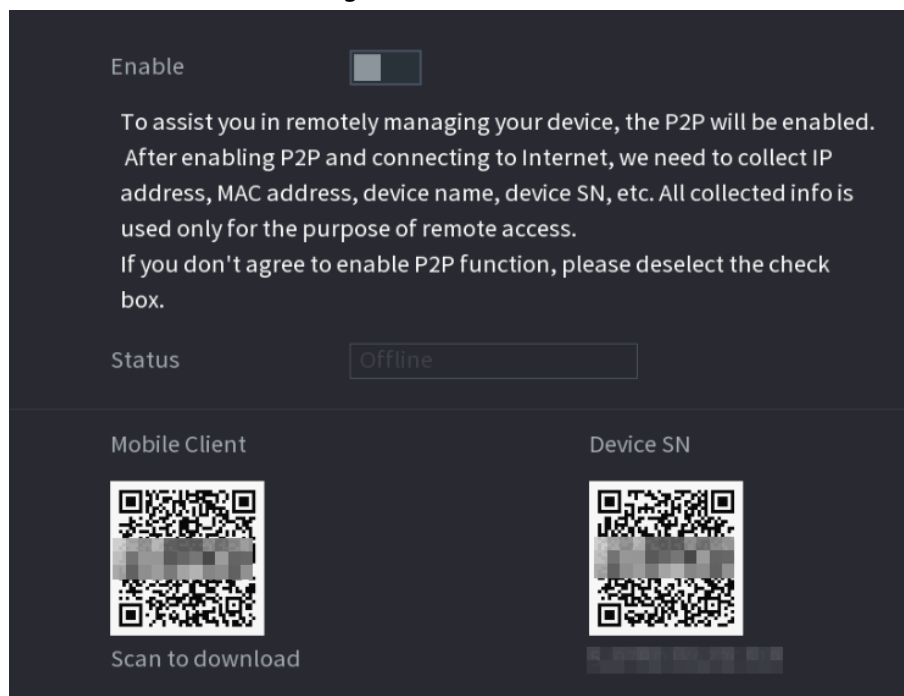 Enable
To assist you in remotely managing your device, the P2P will be enabled.
After enabling P2P and connecting to Internet, we need to collect IP
address, MAC address, device name, device SN, etc. All collected info is
used only for the purpose of remote access.
If you don't agree to enable P2P function, please deselect the check
box.
Status
Offline
Mobile Client
Device SN
Scan to download